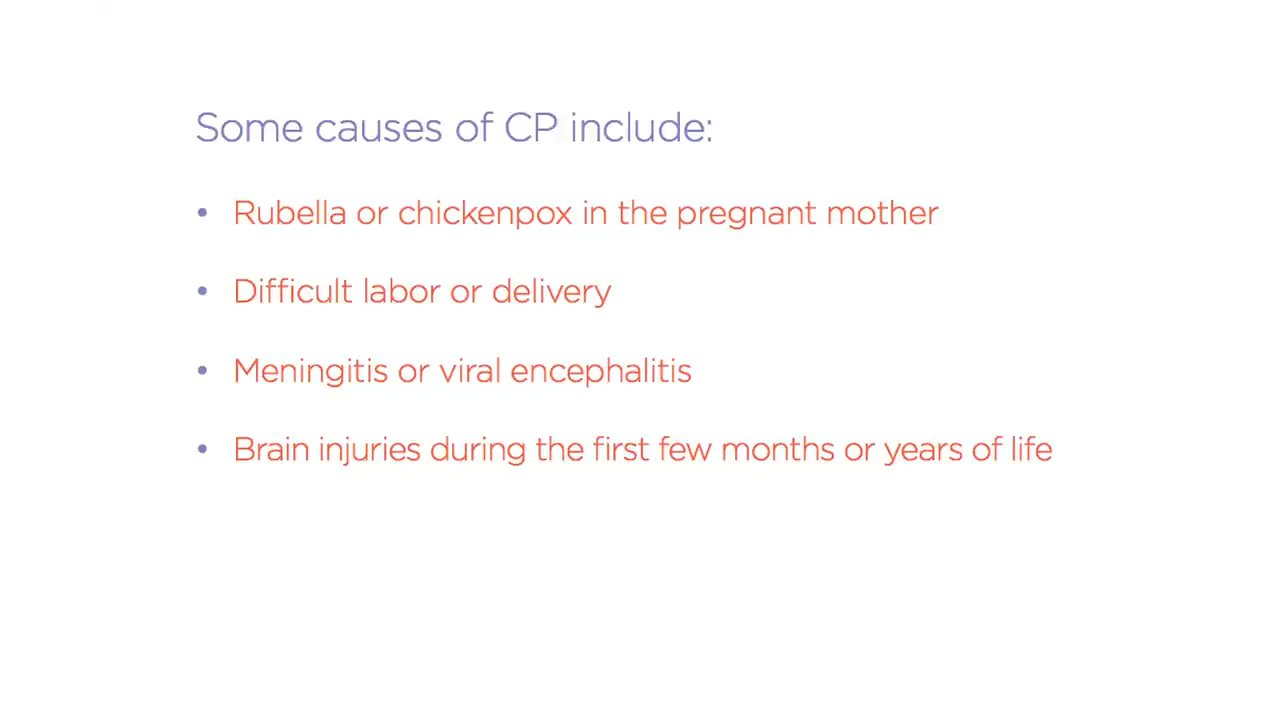 Some causes of CP include:
• Rubella or chickenpox in the pregnant mother
• Difficult labor or delivery
• Meningitis or viral encephalitis
• Brain injuries during the first few months or years of life